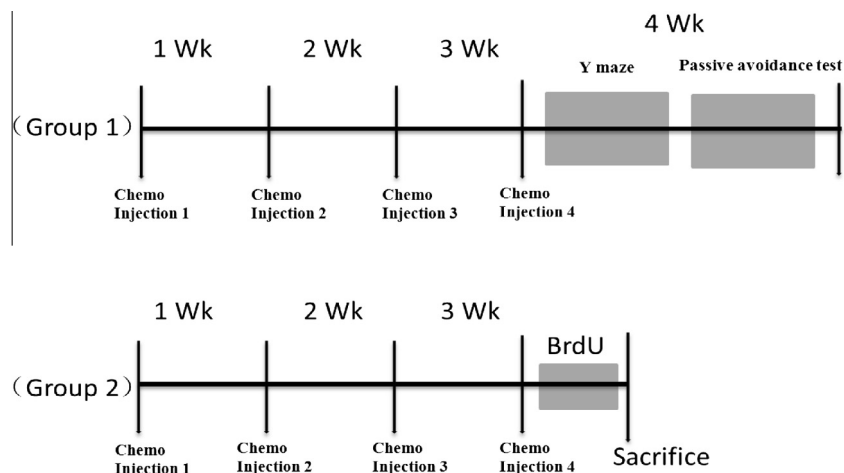 1 Wk 2 Wk 3 Wk 4 Wk
Y maze Passive avoidance test
（Group 1）
Chemo Chemo Chemo Chemo
Injection 1 Injection 2 Injection 3 Injection 4
1 Wk 2 Wk 3 Wk
BrdU
（Group 2）
Chemo Chemo Chemo Chemo
Injection 1 Injection 2 Injection 3 Injection 4
Sacrifice